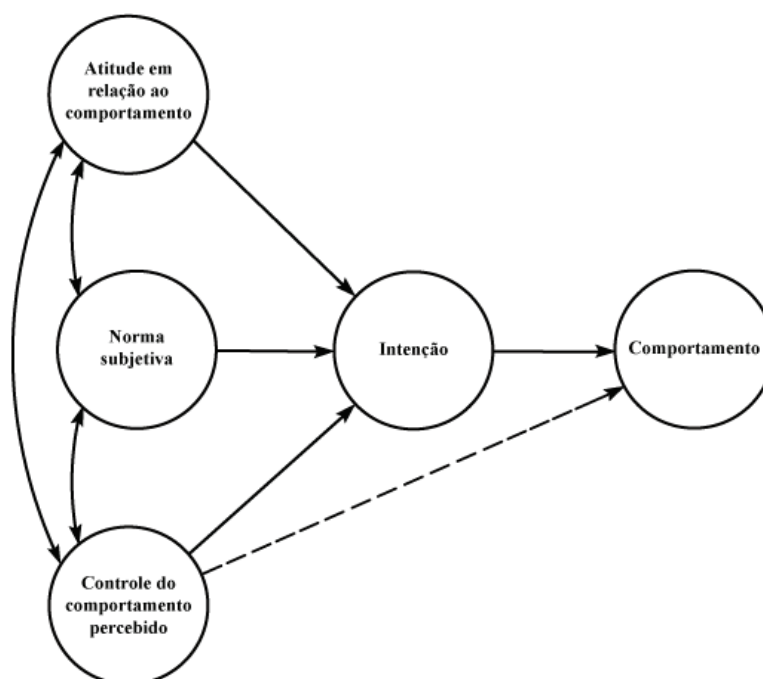 Atitude em
relação ao
comportamento
Norma
subjetiva
Intenção
Comportamento
Controle do
comportamento
percebido